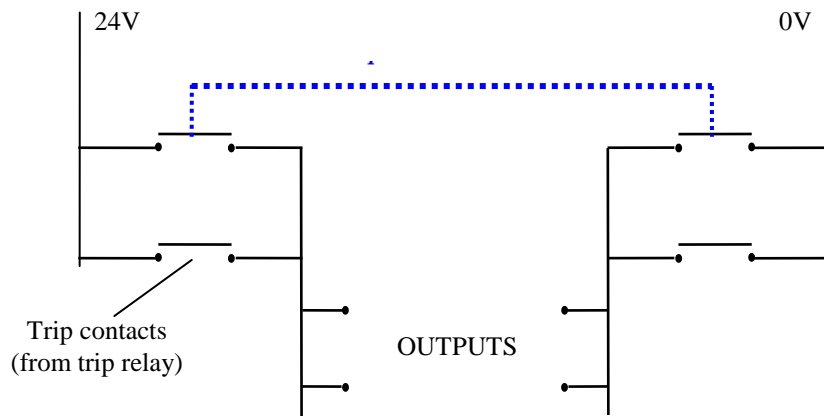 24V
0V
Trip contacts
(from trip relay)
OUTPUTS